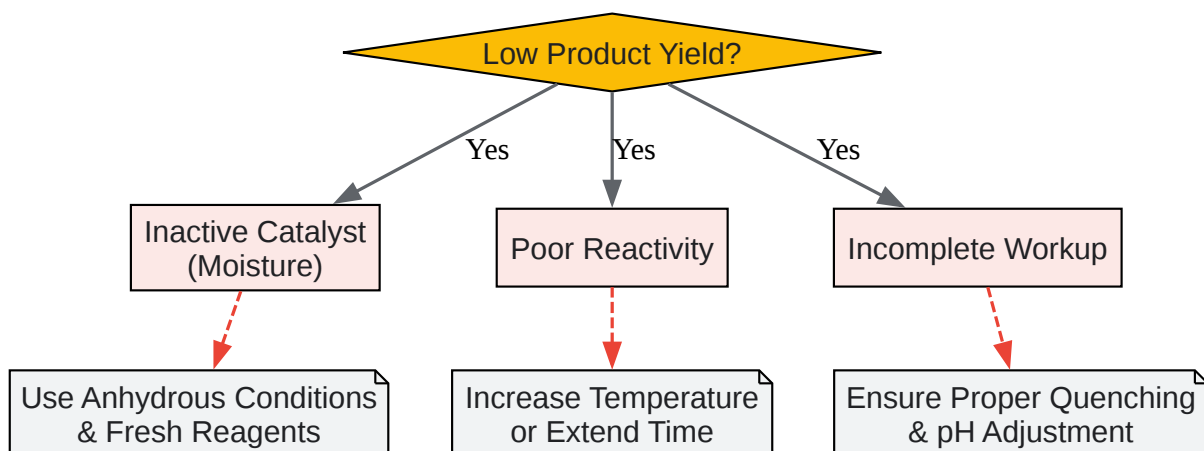 Low Product Yield?
Yes
Yes
Yes
Inactive Catalyst
(Moisture)
Poor Reactivity
Incomplete Workup
Use Anhydrous Conditions
& Fresh Reagents
Increase Temperature
or Extend Time
Ensure Proper Quenching
& pH Adjustment